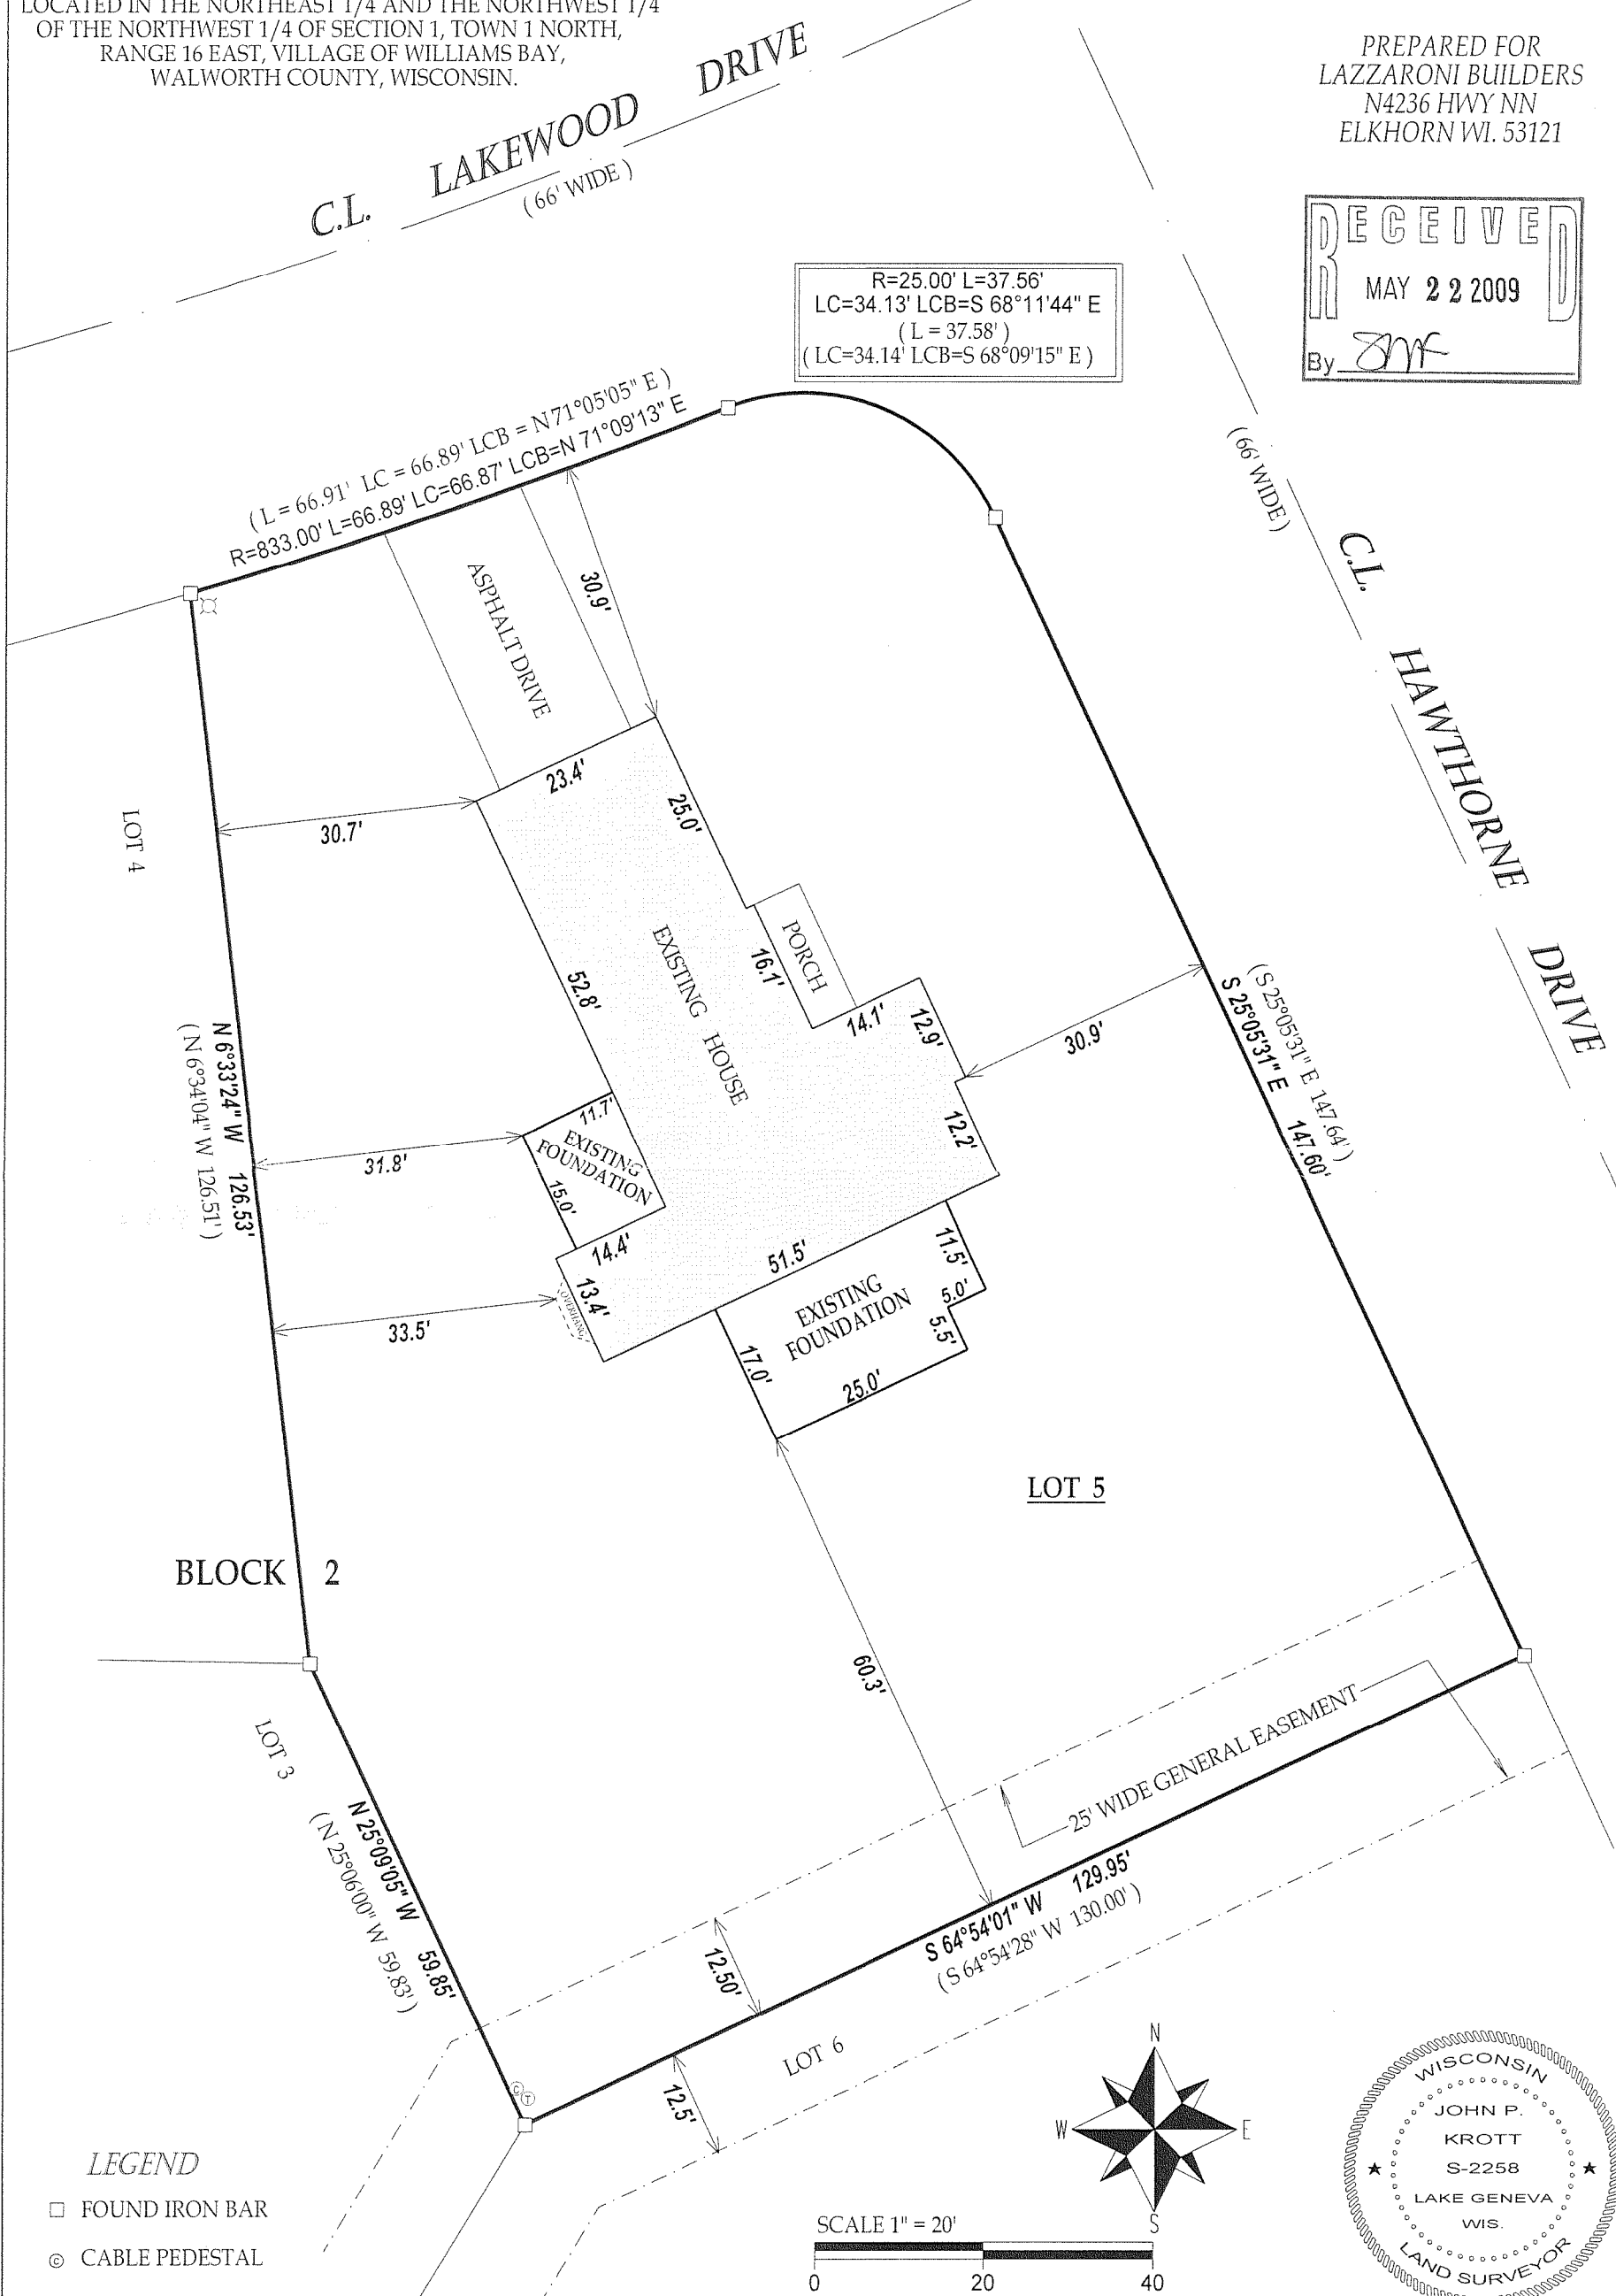 LOCATED IN THE NORTHEAST 1/4 AND THE NORTHWEST 1/4
OF THE NORTHWEST 1/4 OF SECTION 1, TOWN 1 NORTH,
RANGE 16 EAST, VILLAGE OF WILLIAMS BAY,
WALWORTH COUNTY, WISCONSIN.
PREPARED FOR
LAZZARONI BUILDERS
N4236 HWY NN
ELKHORN WI. 53121
RECEIVED
MAY 22 2009
By
C.L. LAKEWOOD DRIVE
( 66' WIDE )
R=25.00' L=37.56'
LC=34.13' LCB=S 68°11'44" E
( L = 37.58' )
( LC=34.14' LCB=S 68°09'15" E )
( L = 66.91' LC = 66.89' LCB = N 71°05'05" E )
R=833.00' L=66.89' LC=66.87' LCB=N 71°09'13" E
( 66' WIDE )
C.L. HAWTHORNE DRIVE
ASPHALT DRIVE
30.9'
23.4'
25.0'
30.7'
LOT 4
PORCH
16.1'
EXISTING HOUSE
52.8'
14.1'
12.9'
30.9'
( S 25°05'31" E 147.64' )
S 25°05'31" E 147.60'
N 6°33'24" W 126.53'
( N 6°34'04" W 126.51' )
12.2'
11.7'
EXISTING
FOUNDATION
31.8'
15.0'
14.4'
51.5'
13.4'
OVERHANG
33.5'
11.5'
5.0'
5.5'
EXISTING
FOUNDATION
17.0'
25.0'
LOT 5
BLOCK 2
60.3'
LOT 3
25' WIDE GENERAL EASEMENT
N 25°09'05" W 59.85'
( N 25°06'00" W 59.83' )
S 64°54'01" W 129.95'
( S 64°54'28" W 130.00' )
12.50'
LOT 6
12.5'
C
T
N
W E
S
LEGEND
FOUND IRON BAR
© CABLE PEDESTAL
SCALE 1" = 20'
0 20 40
WISCONSIN
JOHN P.
KROTT
S-2258
LAKE GENEVA
WIS.
LAND SURVEYOR